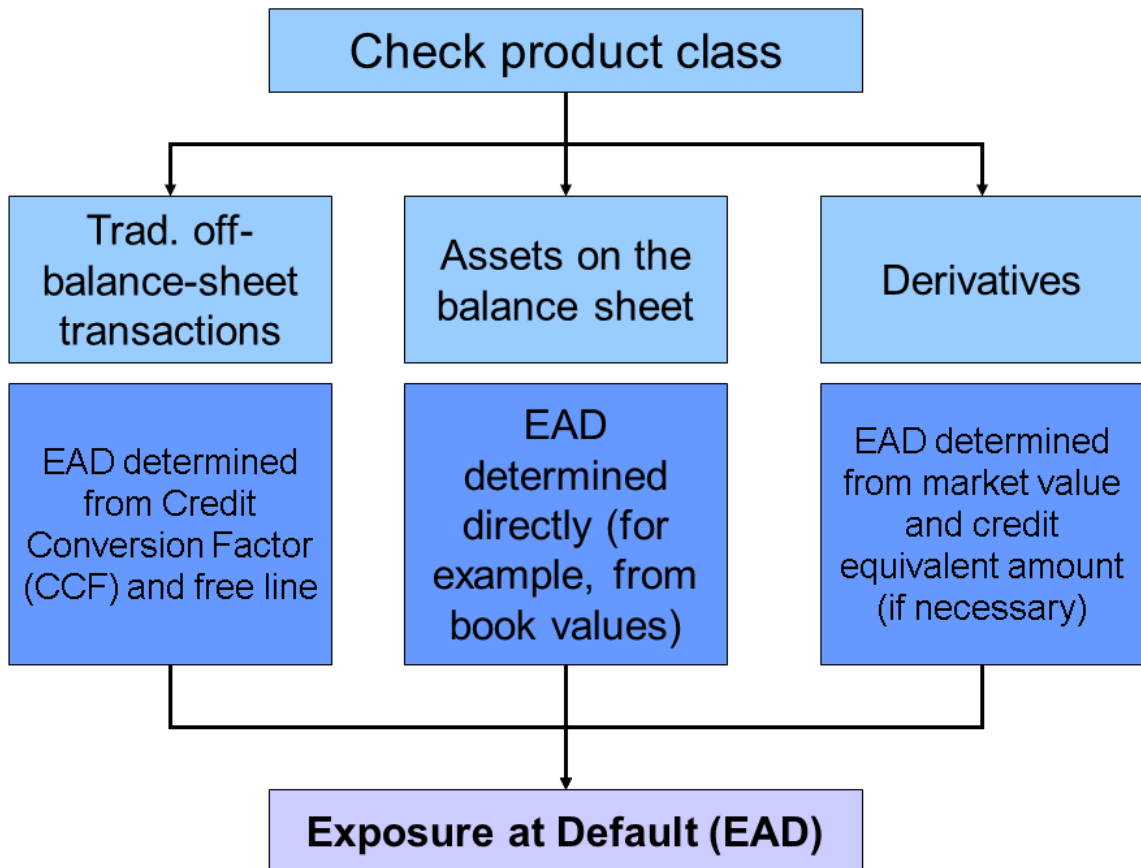 Check product class
Trad. off-
balance-sheet
transactions
Assets on the
balance sheet
Derivatives
EAD determined
from Credit
Conversion Factor
(CCF) and free line
EAD
determined
directly (for
example, from
book values)
EAD determined
from market value
and credit
equivalent amount
(if necessary)
Exposure at Default (EAD)